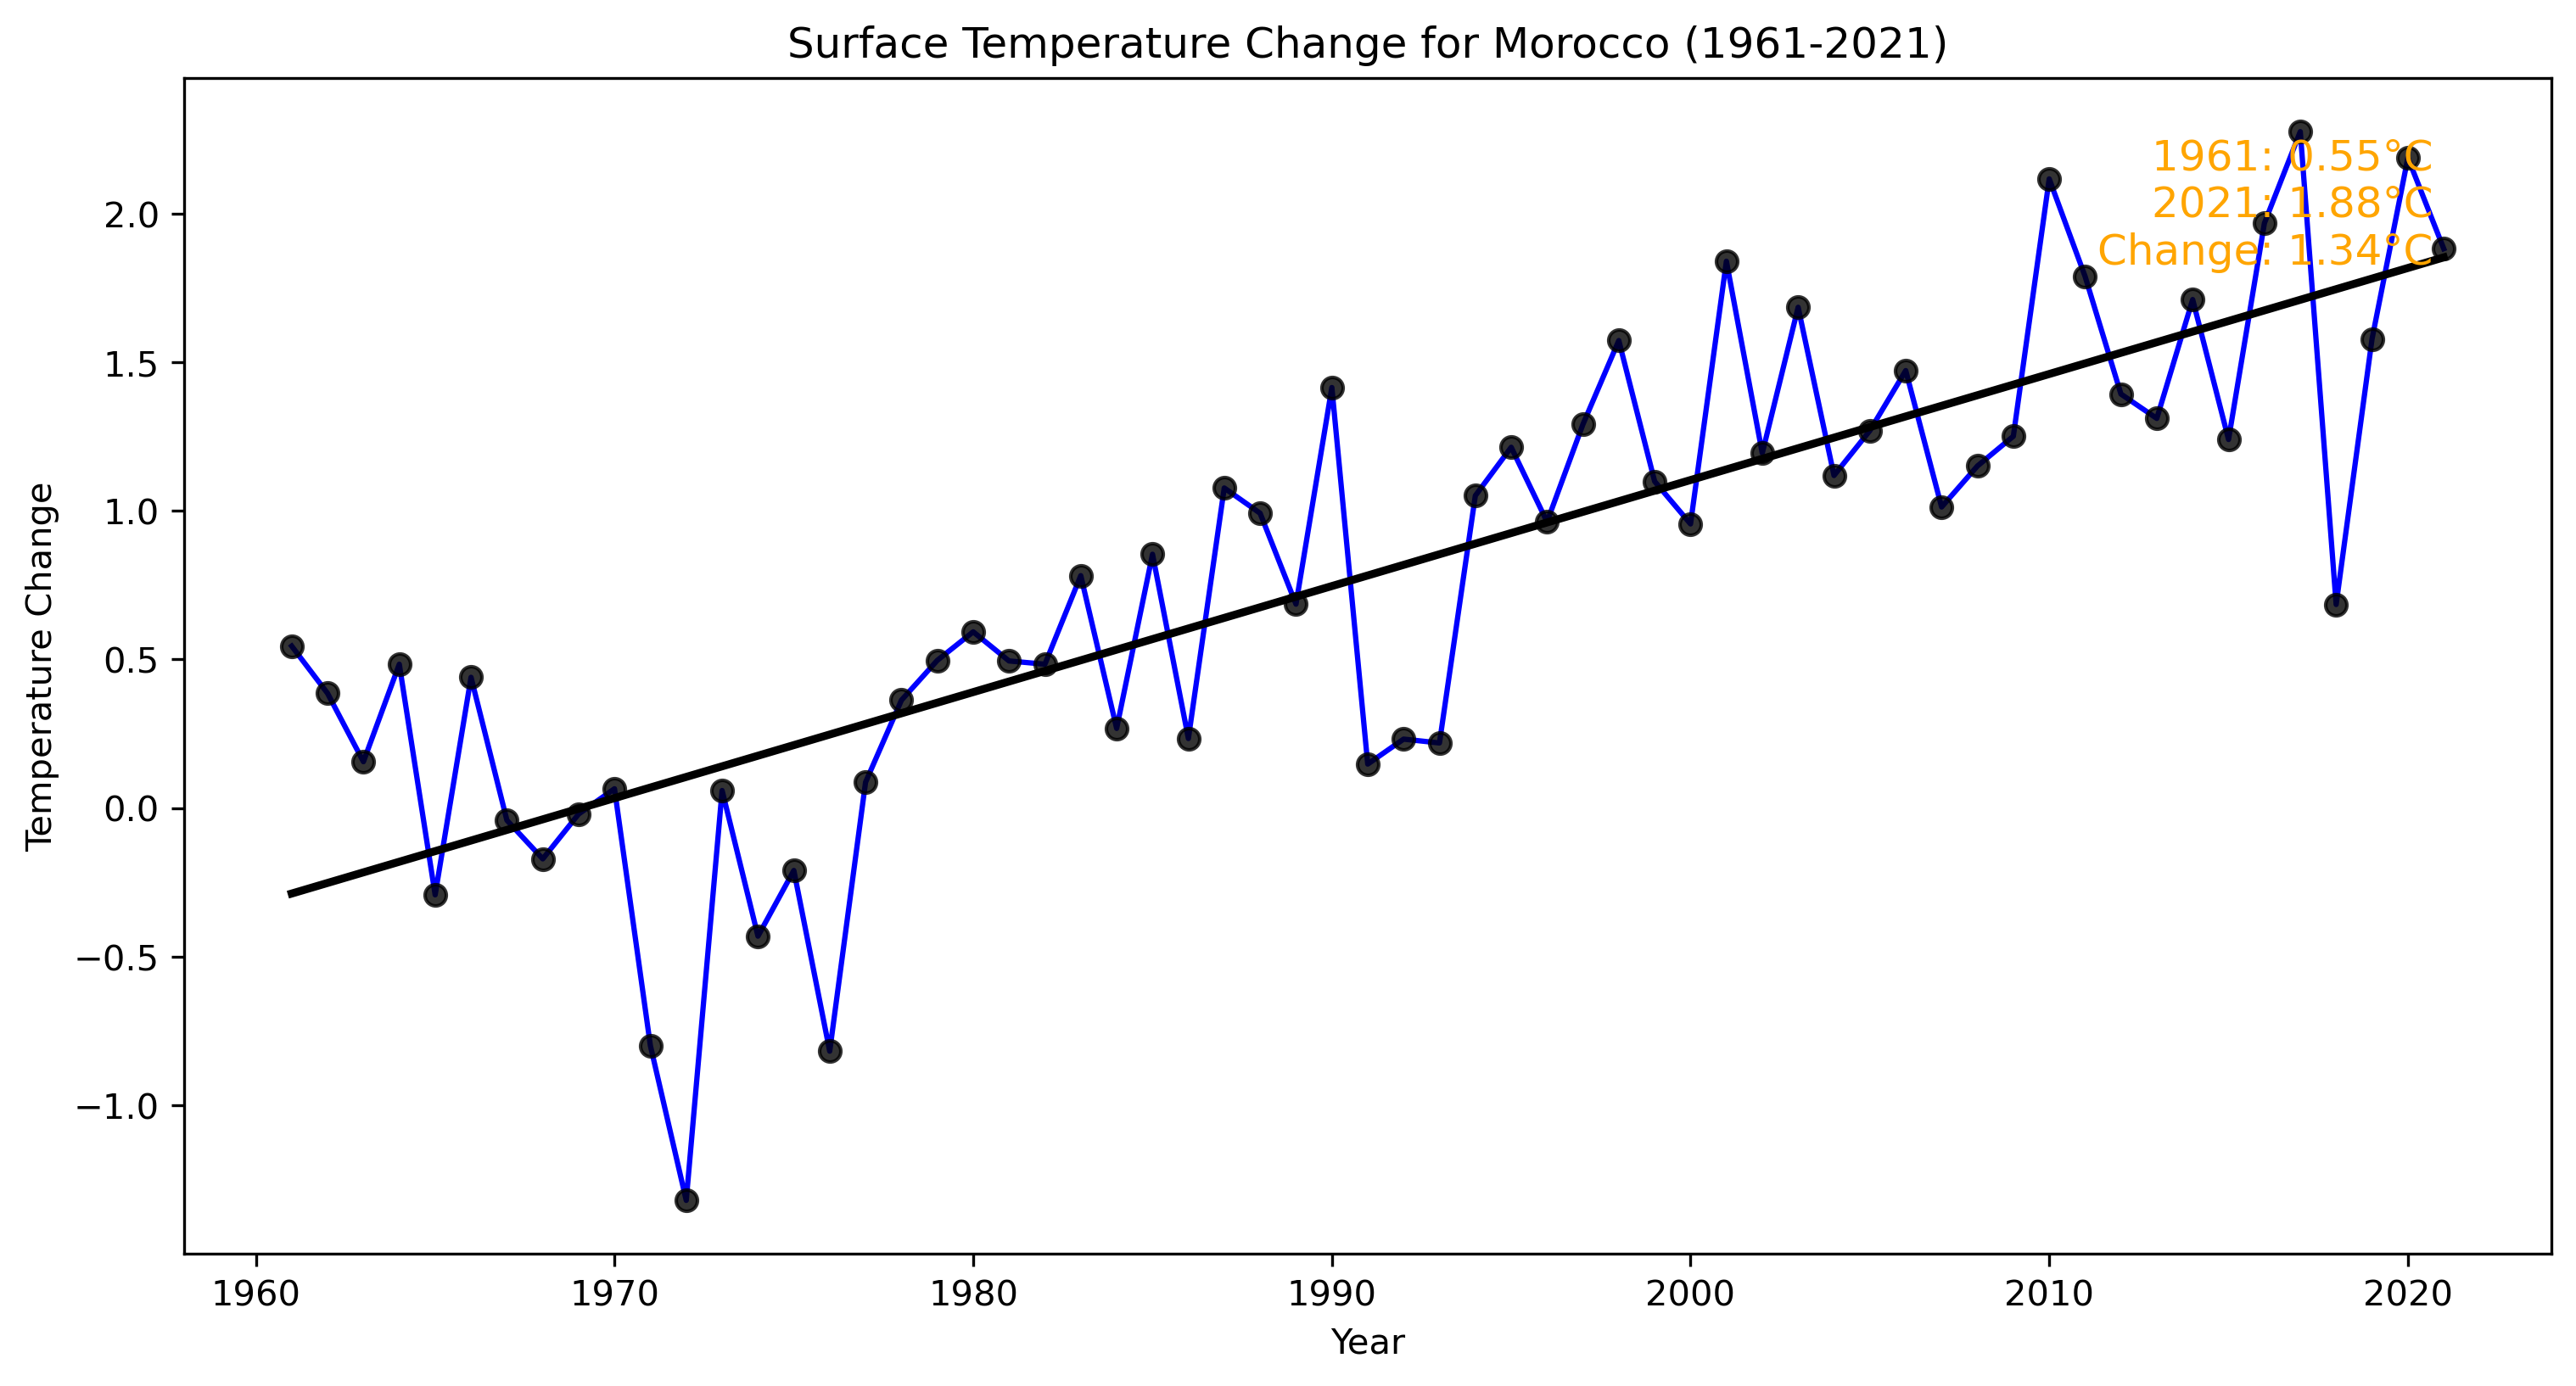 Surface Temperature Change for Morocco (1961-2021)
1961: 0.55°C
2021: 1.88°C
Change: 1.34°C
2.0
1.5
1.0
0.5
0.0
−0.5
−1.0
Temperature Change
1960 1970 1980 1990 2000 2010 2020
Year